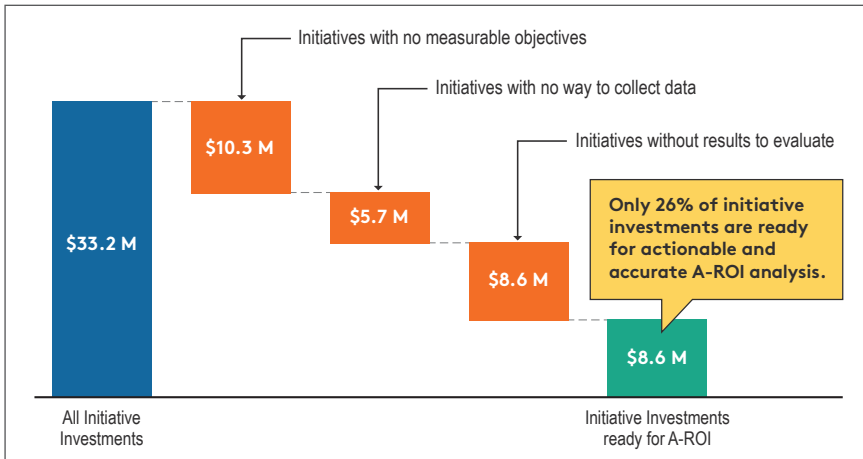 Initiatives with no measurable objectives
Initiatives with no way to collect data
$10.3 M
Initiatives without results to evaluate
Only 26% of initiative
investments are ready
for actionable and
accurate A-ROI analysis.
$5.7 M
$33.2 M
$8.6 M
$8.6 M
All Initiative
Investments
Initiative Investments
ready for A-ROI